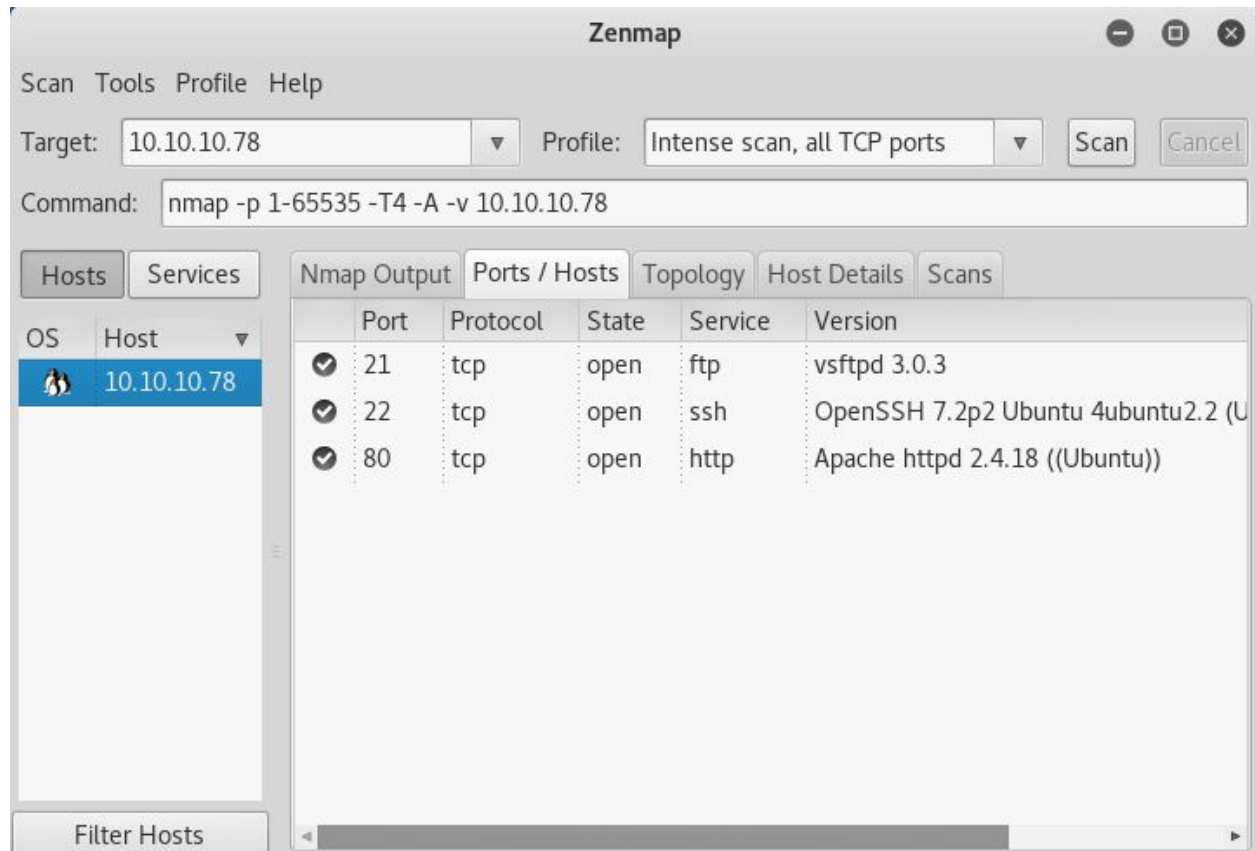 Zenmap
Scan Tools Profile Help
Target: 10.10.10.78 Profile: Intense scan, all TCP ports Scan Cancel
Command: nmap -p 1-65535 -T4 -A -v 10.10.10.78
Hosts Services Nmap Output Ports / Hosts Topology Host Details Scans
OS Host Port Protocol State Service Version
10.10.10.78 21 tcp open ftp vsftpd 3.0.3
22 tcp open ssh OpenSSH 7.2p2 Ubuntu 4ubuntu2.2 (U
80 tcp open http Apache httpd 2.4.18 ((Ubuntu))
Filter Hosts